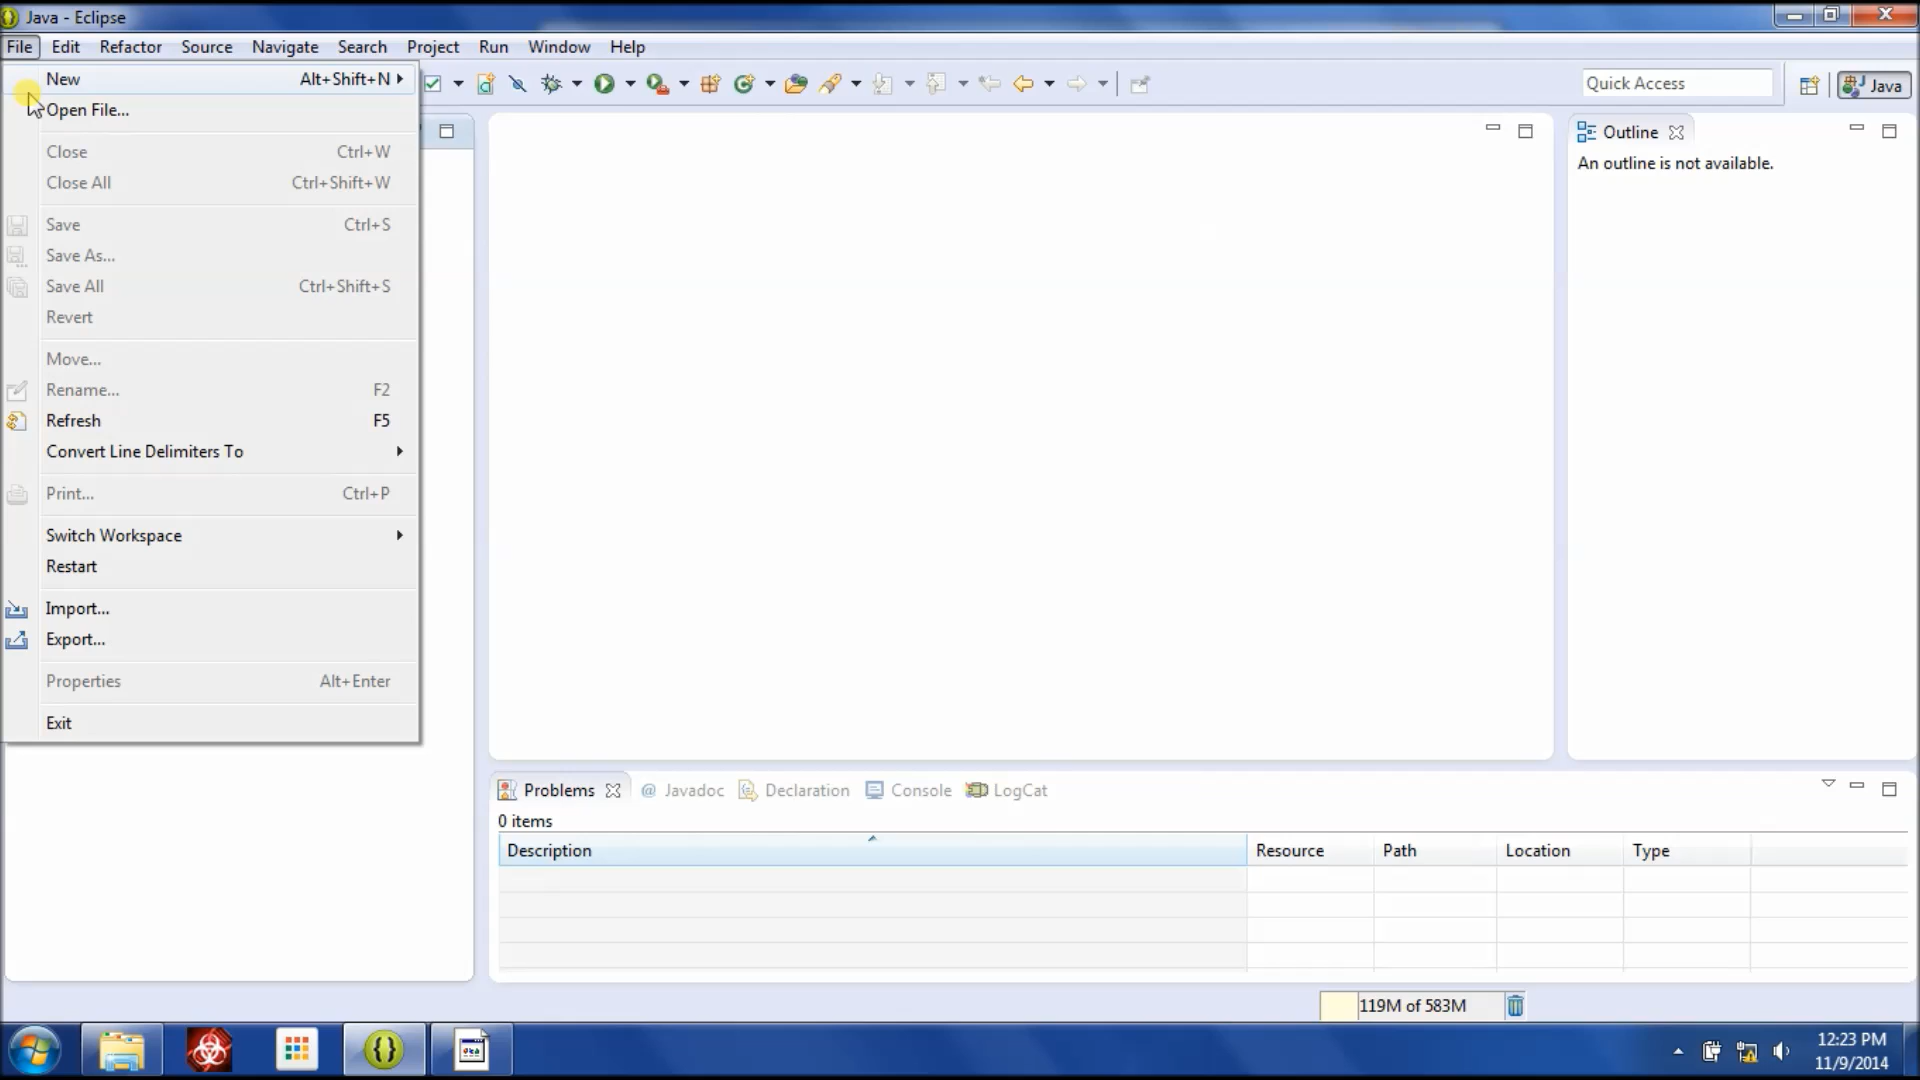 Java - Eclipse
File Edit Refactor Source Navigate Search Project Run Window Help
New Alt+Shift+N
Open File...
Close Ctrl+W
Close All Ctrl+Shift+W
Save Ctrl+S
Save As...
Save All Ctrl+Shift+S
Revert
Move...
Rename... F2
Refresh F5
Convert Line Delimiters To
Print... Ctrl+P
Switch Workspace
Restart
Import...
Export...
Properties Alt+Enter
Exit
Quick Access
Java
Outline
An outline is not available.
Problems @ Javadoc Declaration Console LogCat
0 items
Description Resource Path Location Type
119M of 583M
12:23 PM
11/9/2014